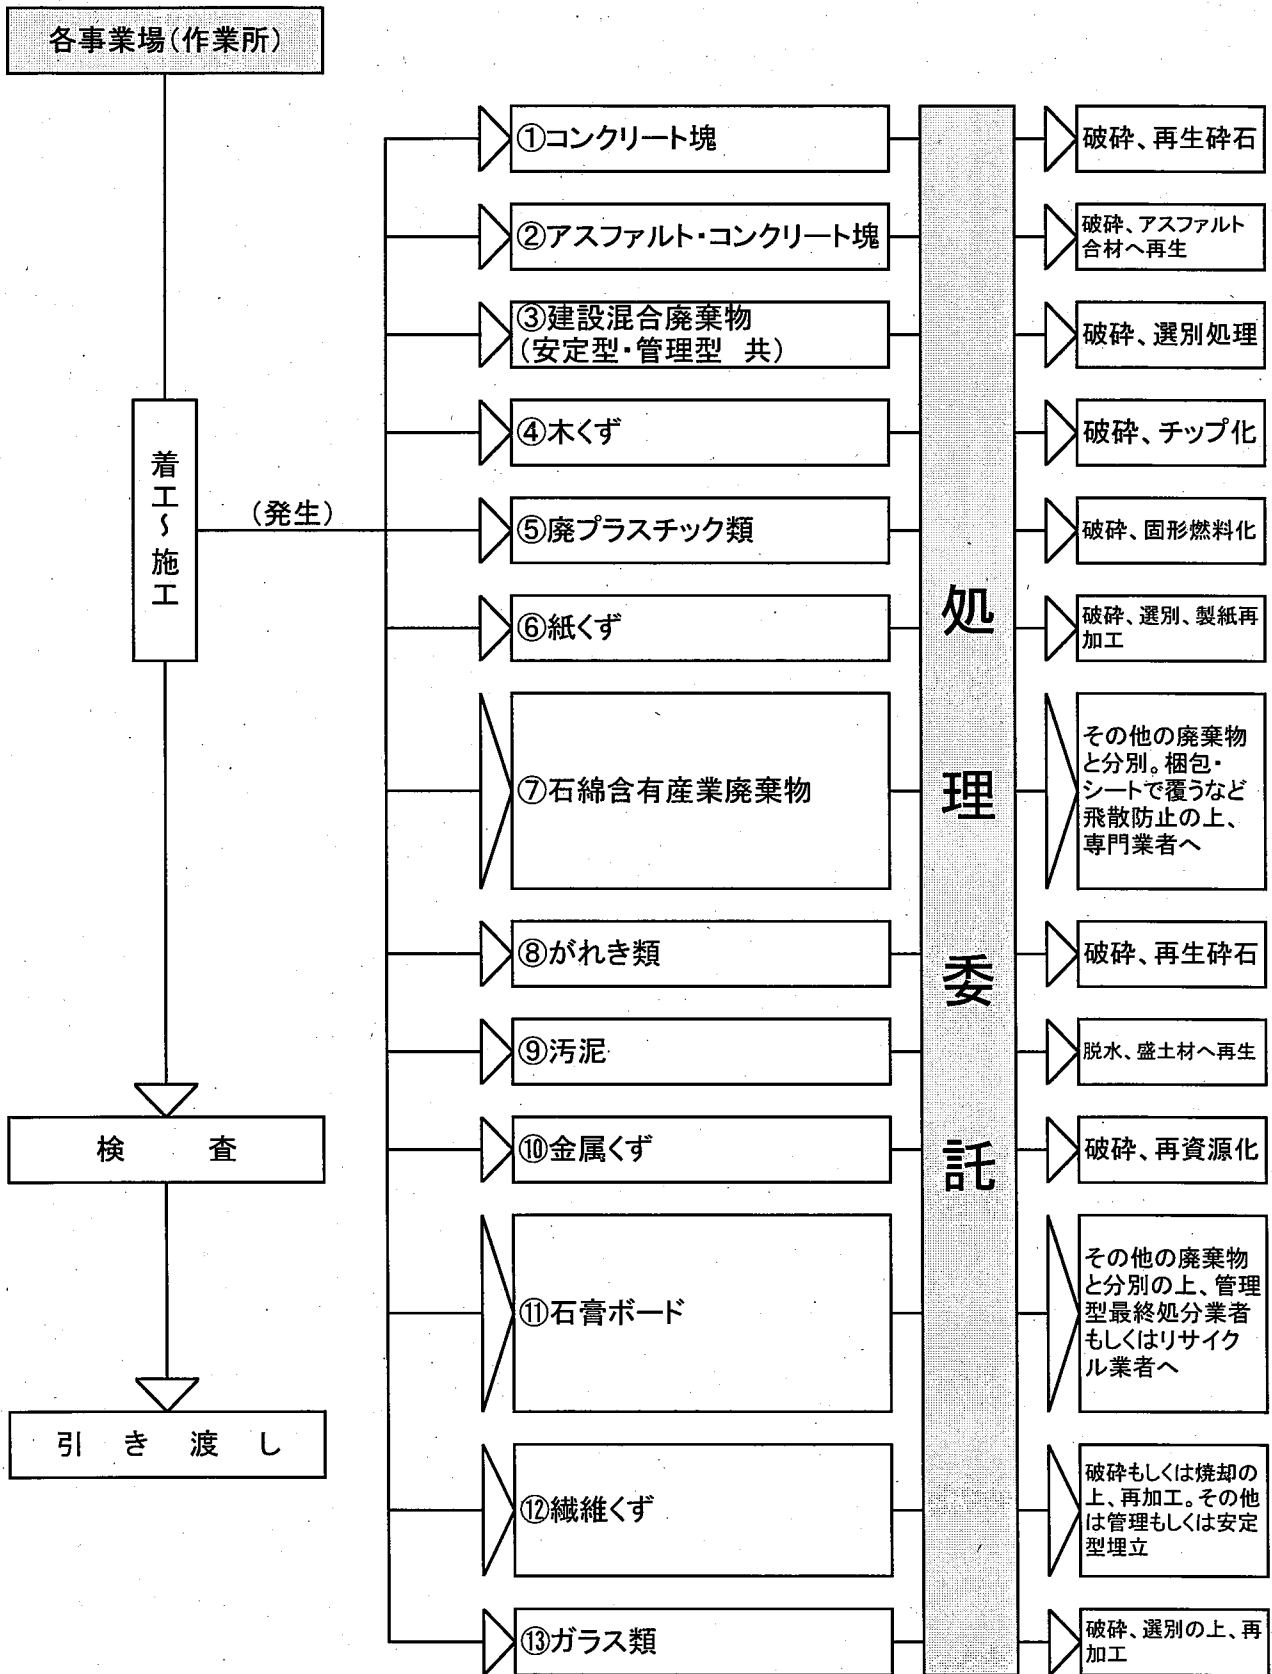 各事業場(作業所)
着工～施工
(発生)
検　　査
引　き　渡　し
①コンクリート塊
②アスファルト・コンクリート塊
③建設混合廃棄物
(安定型・管理型　共)
④木くず
⑤廃プラスチック類
⑥紙くず
⑦石綿含有産業廃棄物
⑧がれき類
⑨汚泥
⑩金属くず
⑪石膏ボード
⑫繊維くず
⑬ガラス類
処理委託
破砕、再生砕石
破砕、アスファルト
合材へ再生
破砕、選別処理
破砕、チップ化
破砕、固形燃料化
破砕、選別、製紙再
加工
その他の廃棄物
と分別。梱包・
シートで覆うなど
飛散防止の上、
専門業者へ
破砕、再生砕石
脱水、盛土材へ再生
破砕、再資源化
その他の廃棄物
と分別の上、管理
型最終処分業者
もしくはリサイク
ル業者へ
破砕もしくは焼却の
上、再加工。その他
は管理もしくは安定
型埋立
破砕、選別の上、再
加工